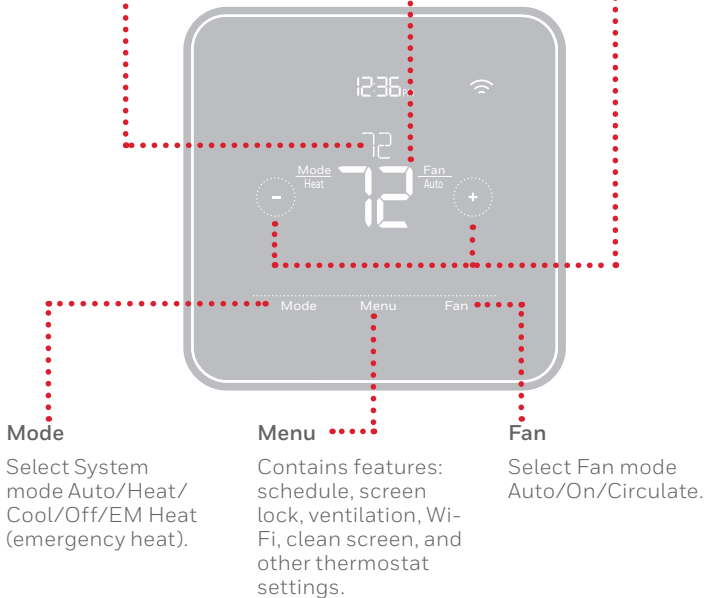 12:36 PM
72
Mode
Heat
72
Fan
Auto
-
+
Mode Menu Fan
Mode
Select System
mode Auto/Heat/
Cool/Off/EM Heat
(emergency heat).
Menu
Contains features:
schedule, screen
lock, ventilation, Wi-
Fi, clean screen, and
other thermostat
settings.
Fan
Select Fan mode
Auto/On/Circulate.